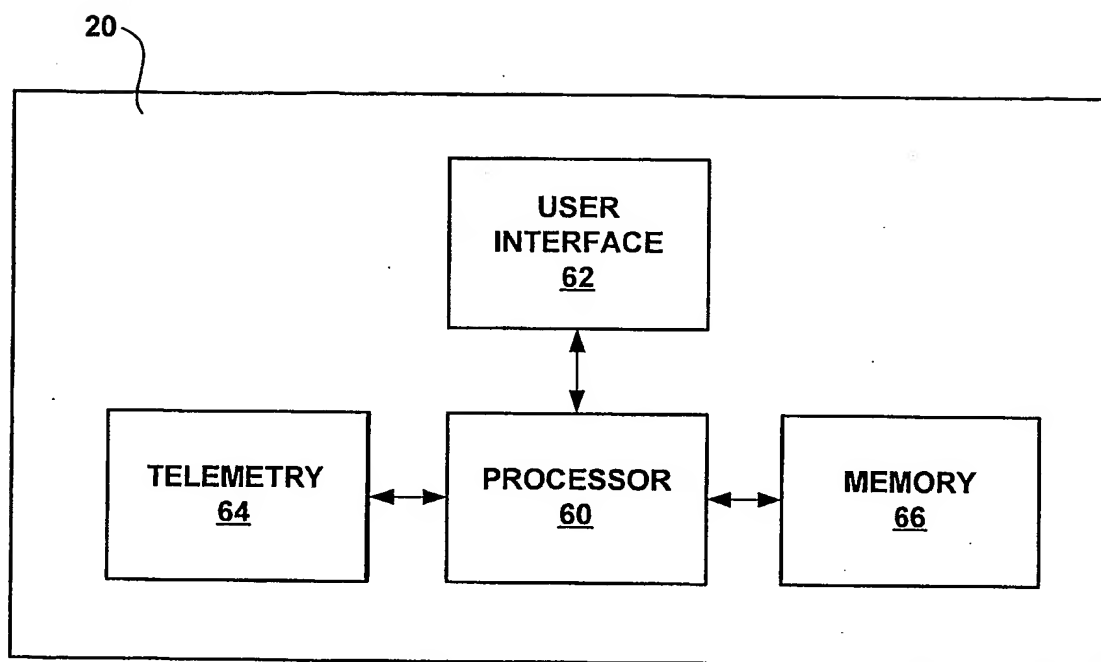 20
USER
INTERFACE
62
TELEMETRY
64
PROCESSOR
60
MEMORY
66